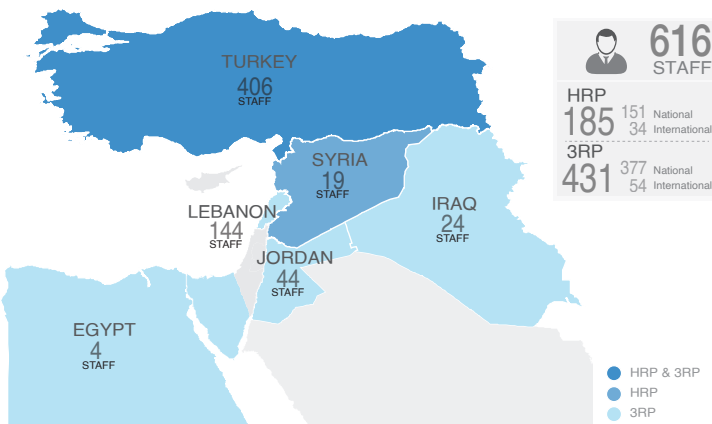 TURKEY
406
STAFF
616
STAFF
HRP
185
151 National
34 International
3RP
431
377 National
54 International
SYRIA
19
STAFF
LEBANON
144
STAFF
IRAQ
24
STAFF
JORDAN
44
STAFF
EGYPT
4
STAFF
HRP & 3RP
HRP
3RP